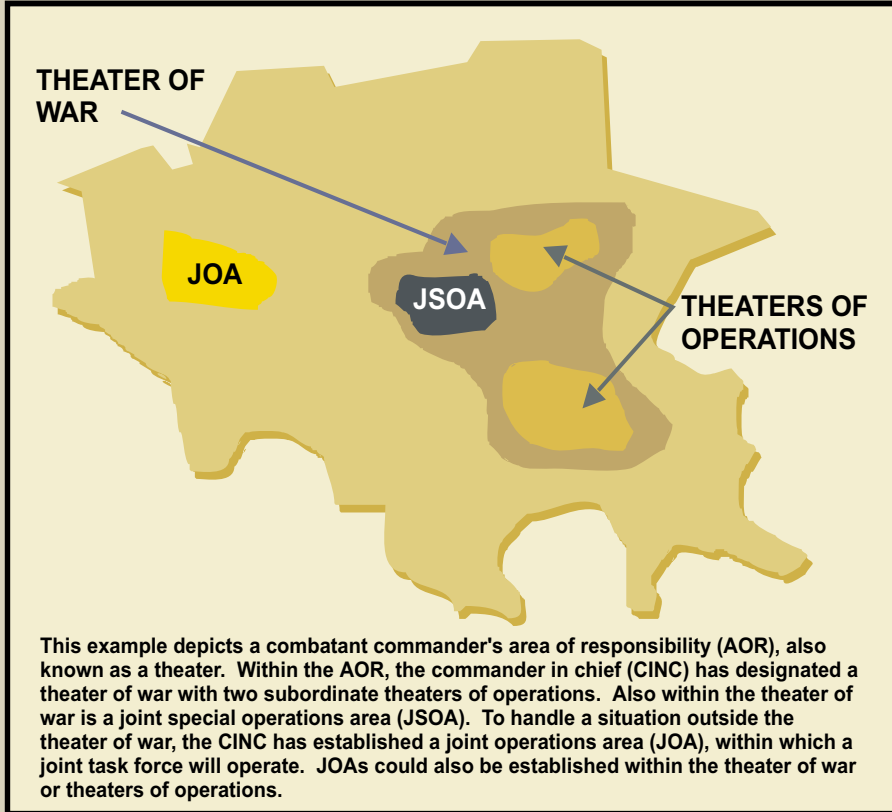 THEATER OF
WAR
JOA
JSOA
THEATERS OF
OPERATIONS
This example depicts a combatant commander's area of responsibility (AOR), also
known as a theater. Within the AOR, the commander in chief (CINC) has designated a
theater of war with two subordinate theaters of operations. Also within the theater of
war is a joint special operations area (JSOA). To handle a situation outside the
theater of war, the CINC has established a joint operations area (JOA), within which a
joint task force will operate. JOAs could also be established within the theater of war
or theaters of operations.